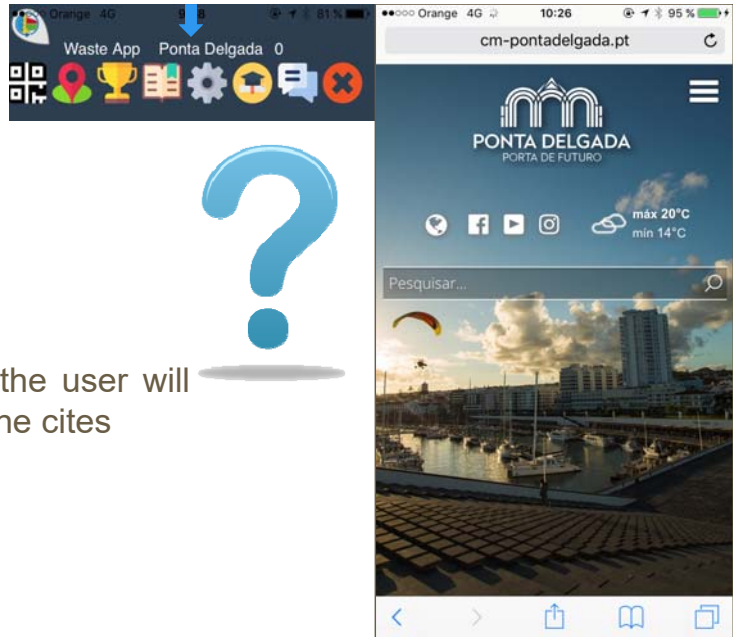 Orange 4G 81 %
Waste App Ponta Delgada 0
the user will
ne cites
Orange 4G 10:26 95 %
cm-pontadelgada.pt
PONTA DELGADA
PORTA DE FUTURO
máx 20°C
mín 14°C
Pesquisar...